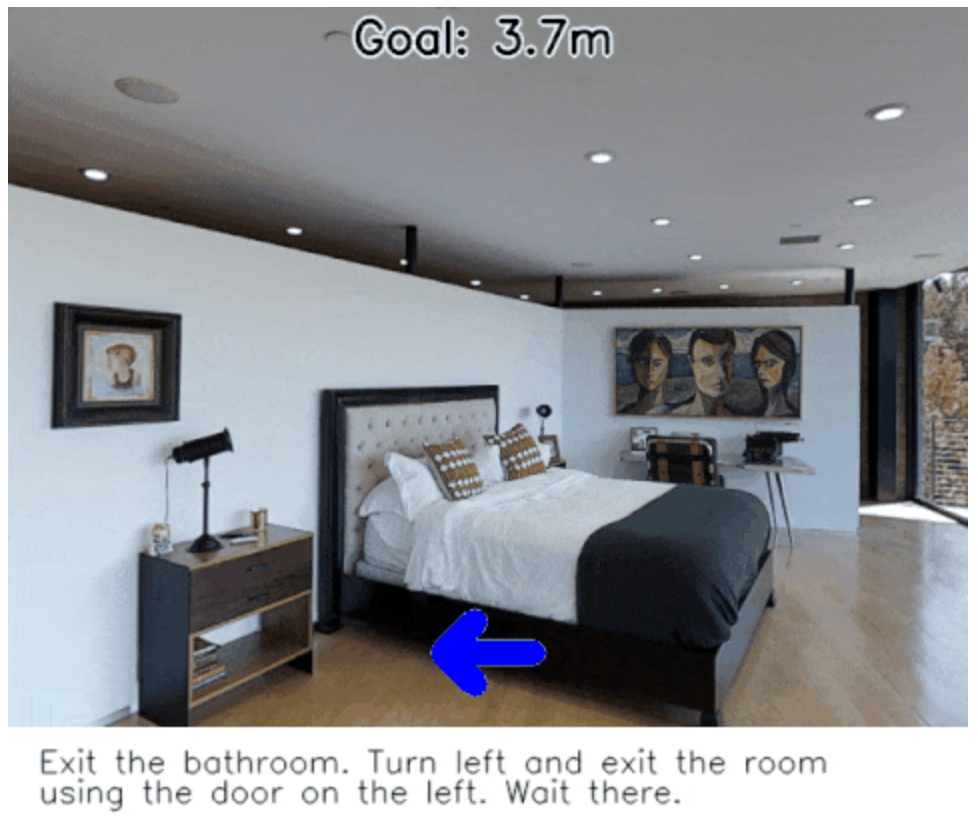 Goal: 3.7m
Exit the bathroom. Turn left and exit the room
using the door on the left. Wait there.